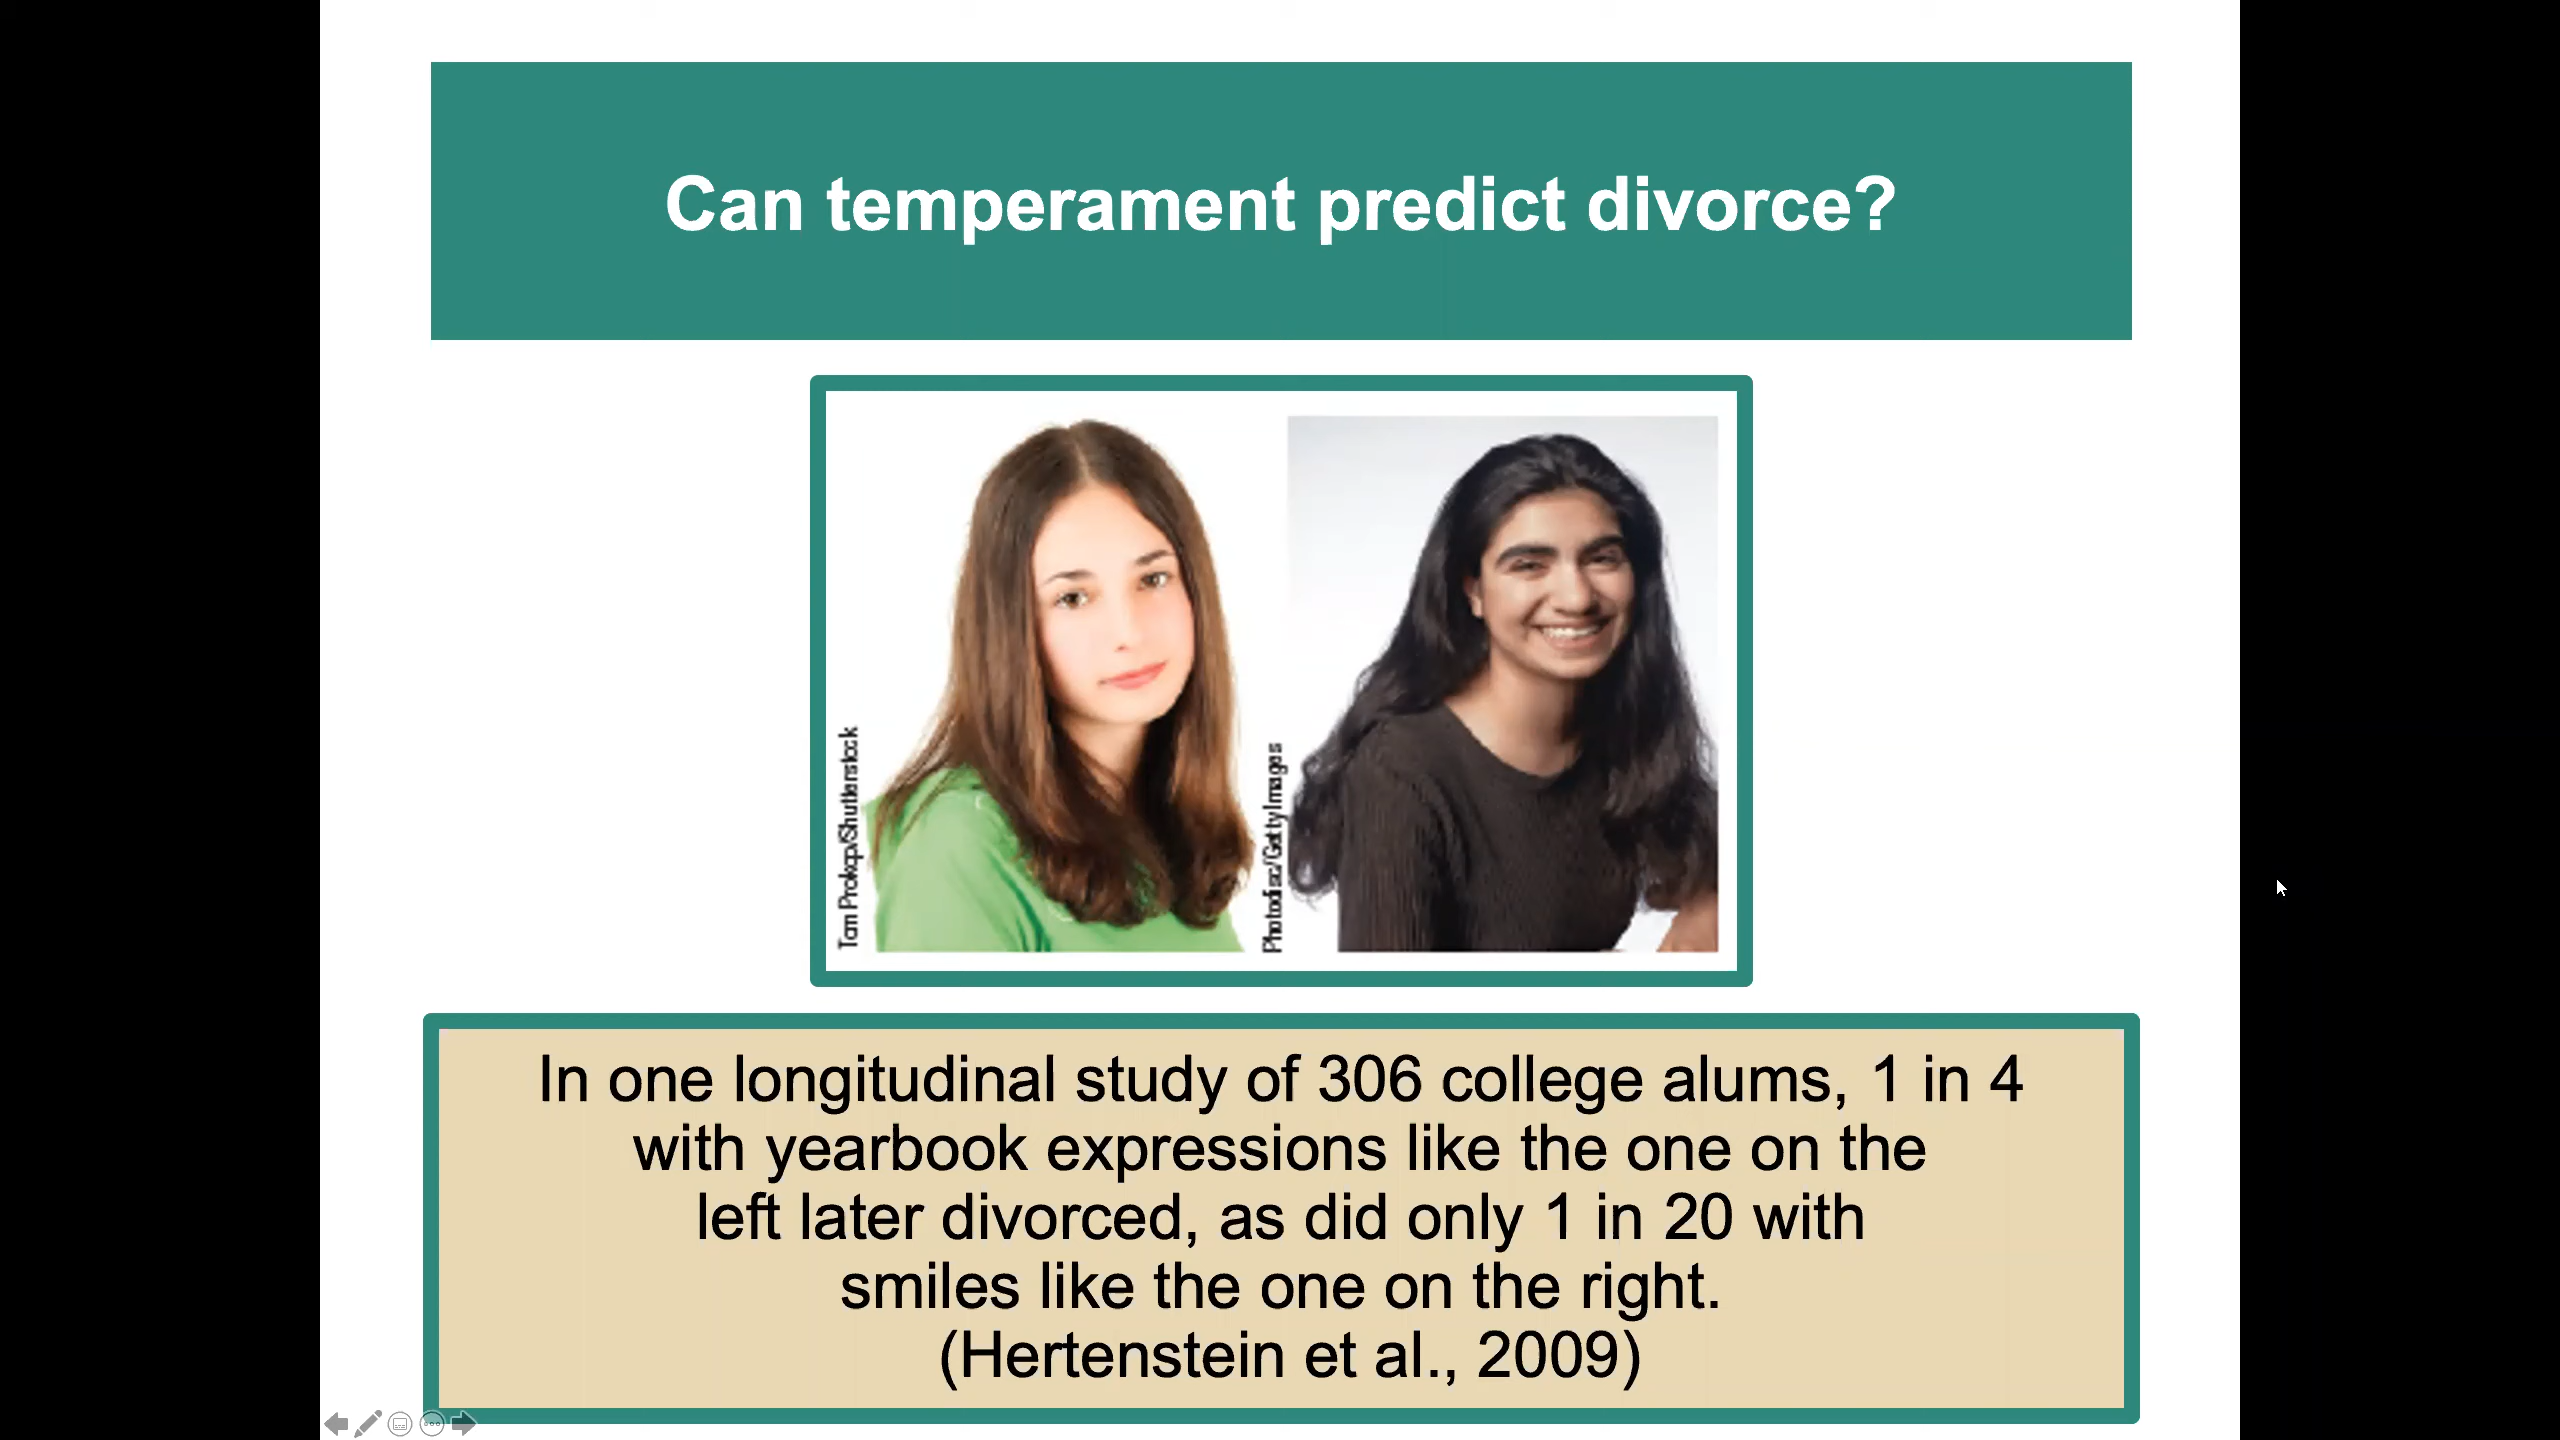 Can temperament predict divorce?
Tom Prokop/Shutterstock
Photodisc/Getty Images
In one longitudinal study of 306 college alums, 1 in 4
with yearbook expressions like the one on the
left later divorced, as did only 1 in 20 with
smiles like the one on the right.
(Hertenstein et al., 2009)